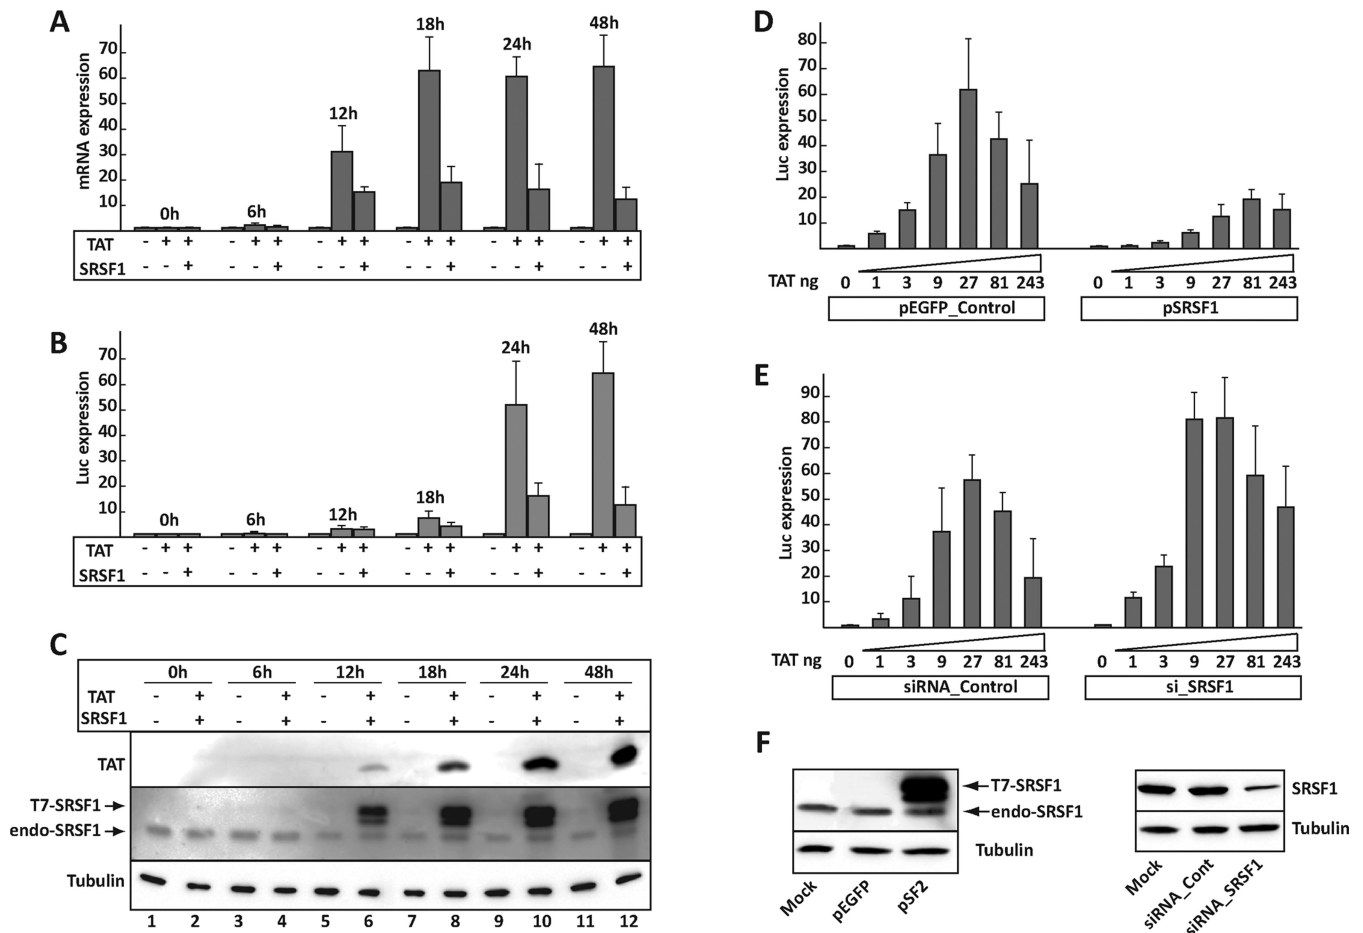 A
mRNA expression
70
60
50
40
30
20
10
0h
6h
12h
18h
24h
48h
TAT - + + - + + - + + - + + - + + - + +
SRSF1 - - + - - + - - + - - + - - + - - +
B
Luc expression
70
60
50
40
30
20
10
0h
6h
12h
18h
24h
48h
TAT - + + - + + - + + - + + - + + - + +
SRSF1 - - + - - + - - + - - + - - + - - +
C
0h 6h 12h 18h 24h 48h
TAT - + - + - + - + - + - +
SRSF1 - + - + - + - + - + - +
TAT
T7-SRSF1
endo-SRSF1
Tubulin
1 2 3 4 5 6 7 8 9 10 11 12
D
Luc expression
80
70
60
50
40
30
20
10
TAT ng 0 1 3 9 27 81 243 0 1 3 9 27 81 243
pEGFP_Control pSRSF1
E
Luc expression
90
80
70
60
50
40
30
20
10
TAT ng 0 1 3 9 27 81 243 0 1 3 9 27 81 243
siRNA_Control si_SRSF1
F
T7-SRSF1
endo-SRSF1
Tubulin
Mock pEGFP pSF2
SRSF1
Tubulin
Mock siRNA_Cont siRNA_SRSF1